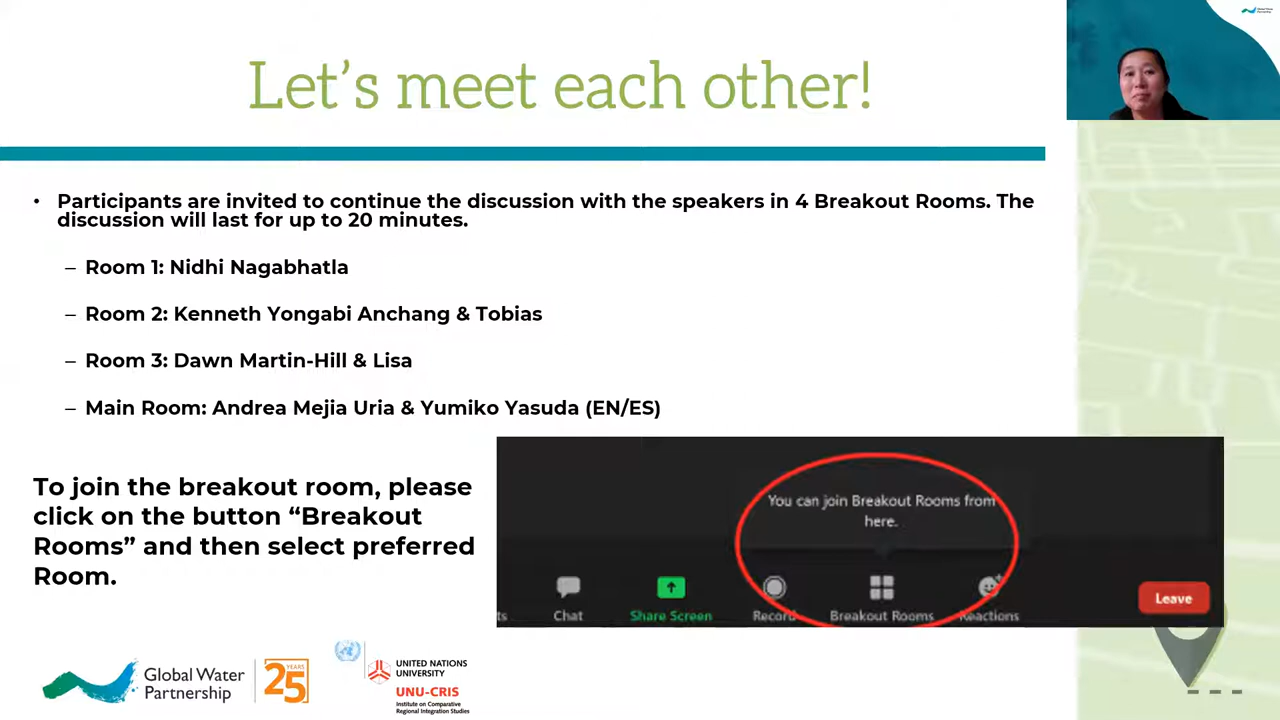 Let's meet each other!
• Participants are invited to continue the discussion with the speakers in 4 Breakout Rooms. The
discussion will last for up to 20 minutes.
– Room 1: Nidhi Nagabhatla
– Room 2: Kenneth Yongabi Anchang & Tobias
– Room 3: Dawn Martin-Hill & Lisa
– Main Room: Andrea Mejia Uria & Yumiko Yasuda (EN/ES)
To join the breakout room, please
click on the button “Breakout
Rooms” and then select preferred
Room.
You can join Breakout Rooms from
here.
ts Chat Share Screen Record Breakout Rooms Reactions Leave
Global Water
Partnership
25 YEARS
UNITED NATIONS
UNIVERSITY
UNU-CRIS
Institute on Comparative
Regional Integration Studies